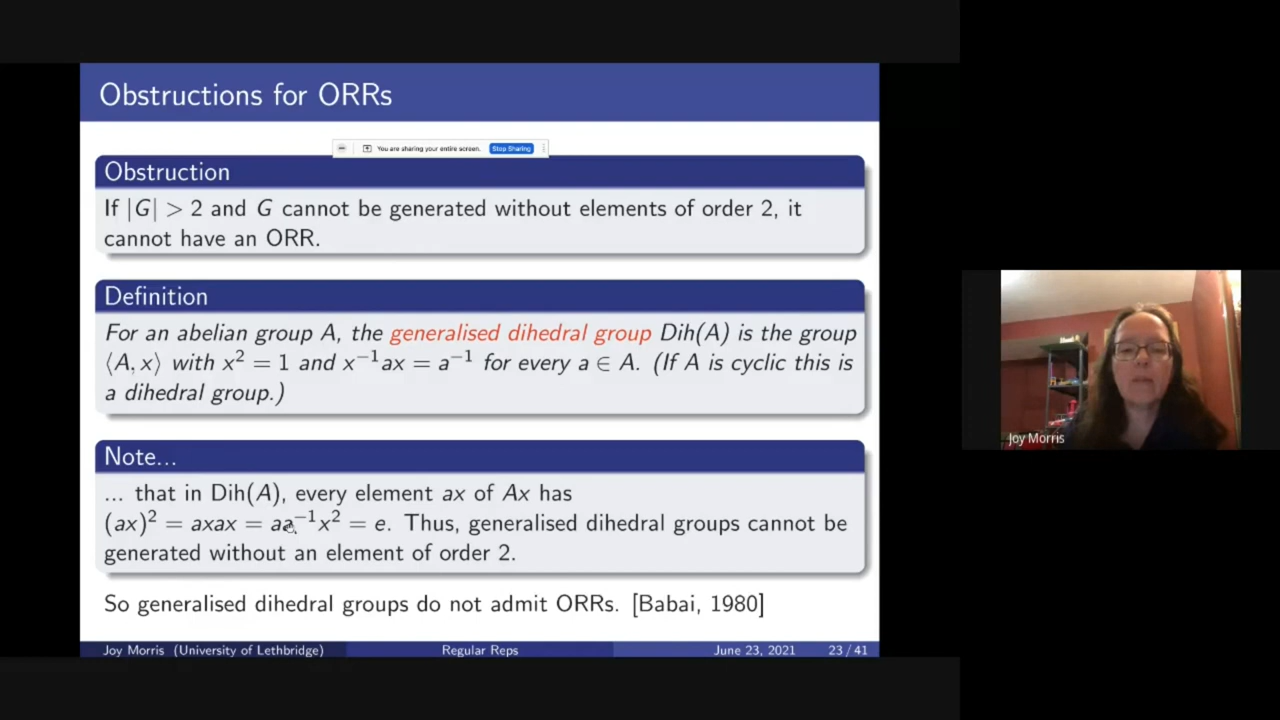 Obstructions for ORRs
You are sharing your entire screen. Stop Sharing
Obstruction
If |G| > 2 and G cannot be generated without elements of order 2, it
cannot have an ORR.
Definition
For an abelian group A, the generalised dihedral group Dih(A) is the group
⟨A, x⟩ with x² = 1 and x⁻¹ax = a⁻¹ for every a ∈ A. (If A is cyclic this is
a dihedral group.)
Note...
... that in Dih(A), every element ax of Ax has
(ax)² = axax = aa⁻¹x² = e. Thus, generalised dihedral groups cannot be
generated without an element of order 2.
So generalised dihedral groups do not admit ORRs. [Babai, 1980]
Joy Morris (University of Lethbridge) Regular Reps June 23, 2021 23 / 41
Joy Morris